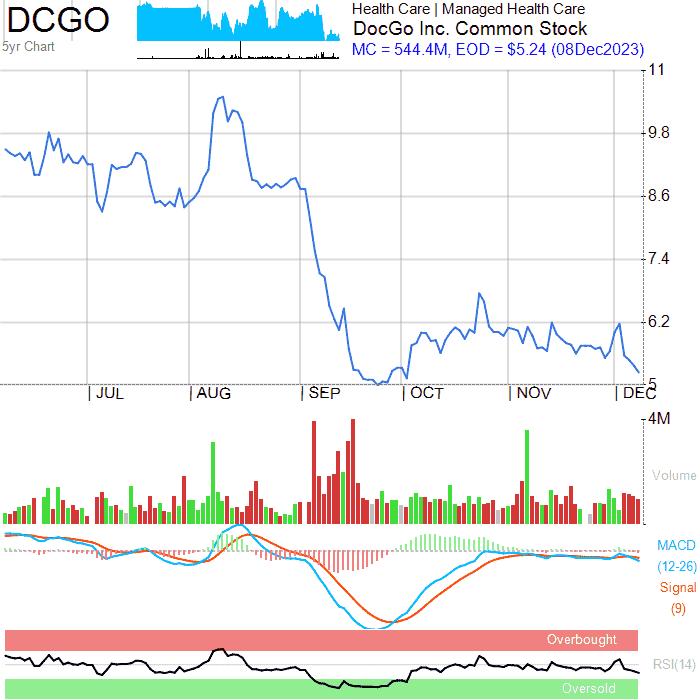 DCGO
5yr Chart
Health Care | Managed Health Care
DocGo Inc. Common Stock
MC = 544.4M, EOD = $5.24 (08Dec2023)
11
9.8
8.6
7.4
6.2
5
JUL
AUG
SEP
OCT
NOV
DEC
4M
Volume
MACD
(12-26)
Signal
(9)
Overbought
RSI(14)
Oversold